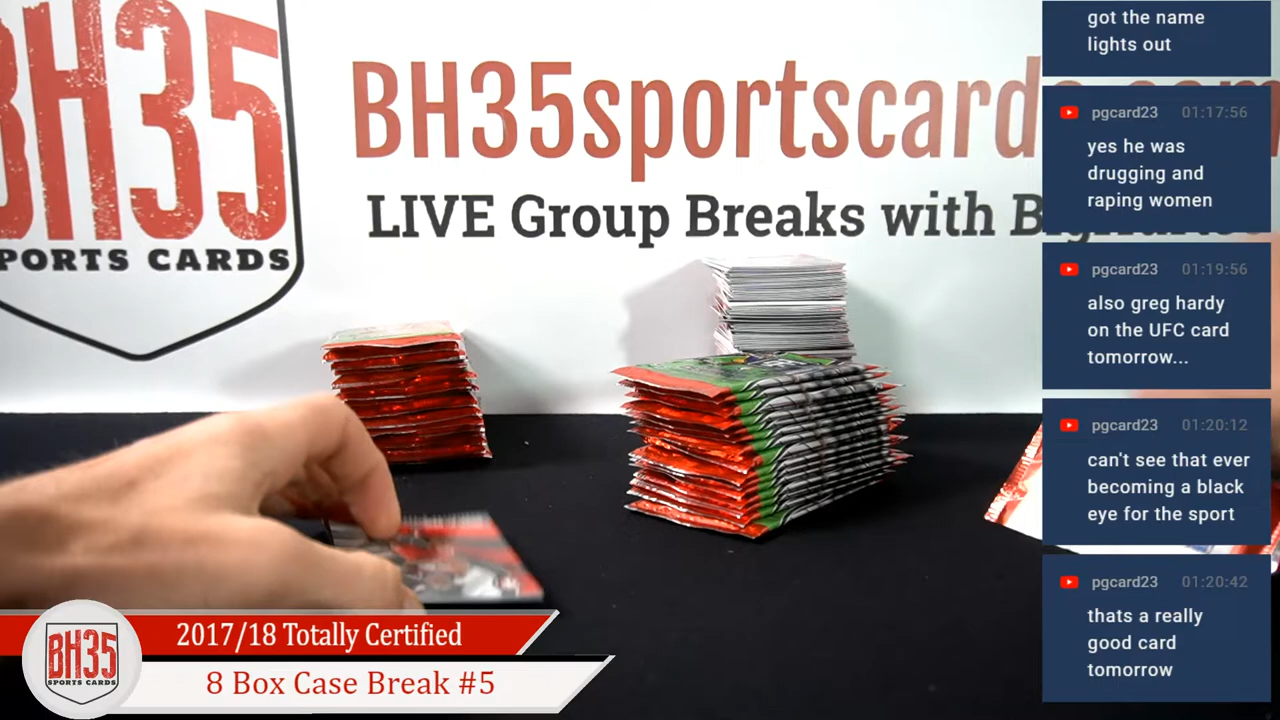 BH35
SPORTS CARDS
BH35sportscards.com
LIVE Group Breaks with
got the name
lights out
pgcard23 01:17:56
yes he was
drugging and
raping women
pgcard23 01:19:56
also greg hardy
on the UFC card
tomorrow...
pgcard23 01:20:12
can't see that ever
becoming a black
eye for the sport
pgcard23 01:20:42
thats a really
good card
tomorrow
BH35
SPORTS CARDS
2017/18 Totally Certified
8 Box Case Break #5